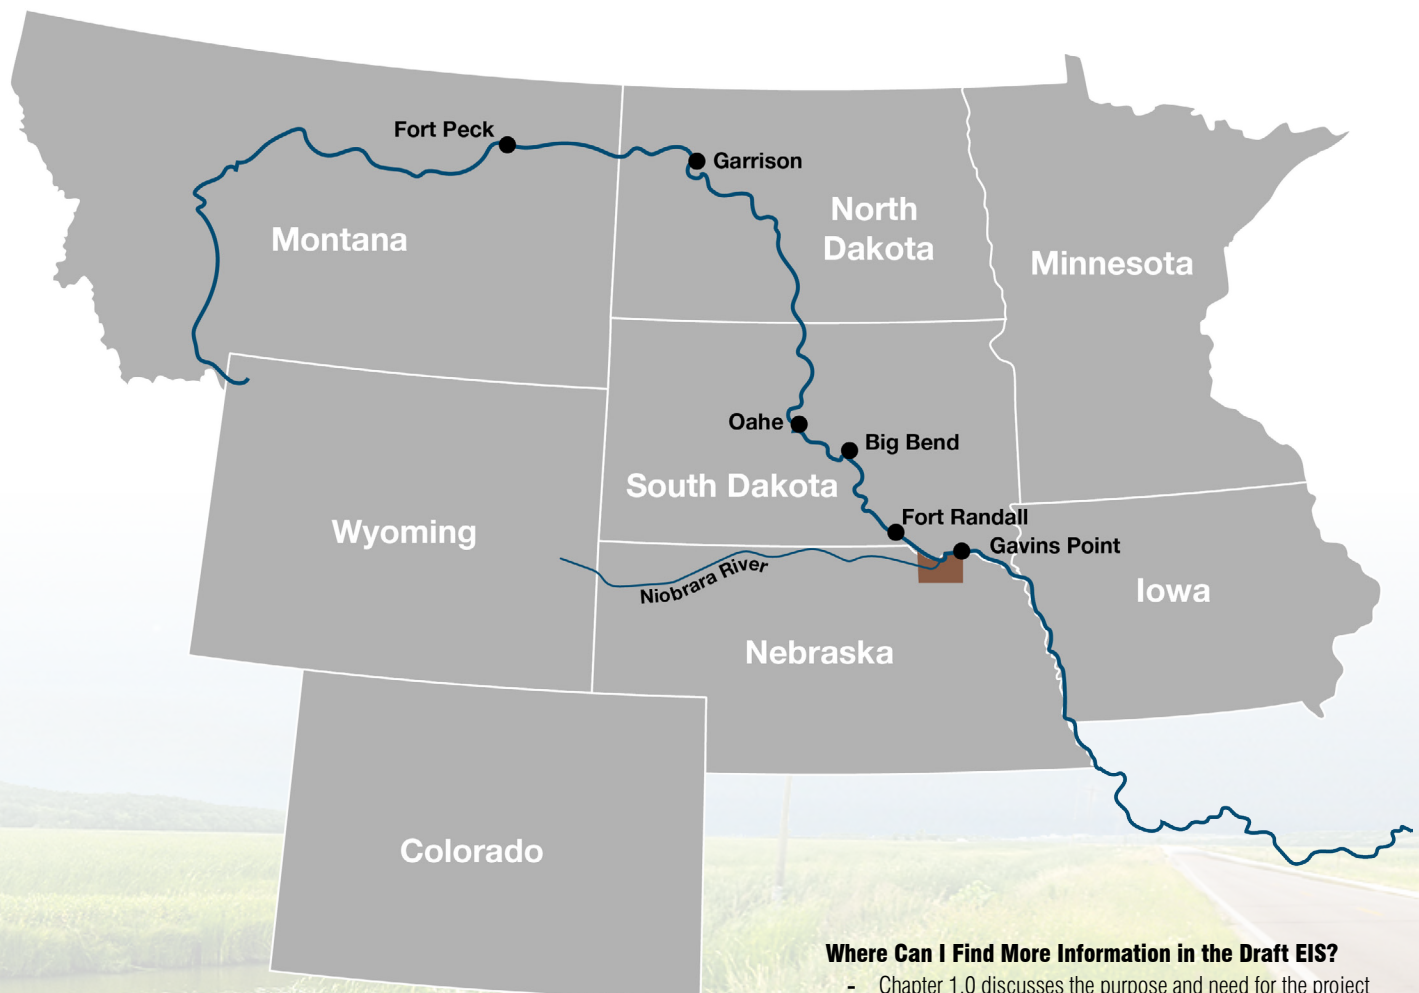 Fort Peck
Garrison
North
Dakota
Montana
Minnesota
Oahe
Big Bend
South Dakota
Fort Randall
Wyoming
Gavins Point
Niobrara River
Iowa
Nebraska
Colorado
Where Can I Find More Information in the Draft EIS?
- Chapter 1.0 discusses the purpose and need for the project